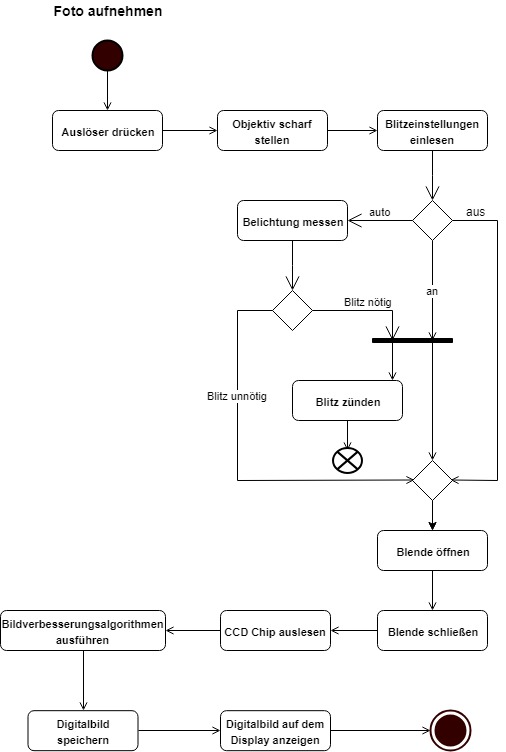 Foto aufnehmen
Auslöser drücken
Objektiv scharf
stellen
Blitzeinstellungen
einlesen
Belichtung messen
auto
aus
an
Blitz nötig
Blitz unnötig
Blitz zünden
Blende öffnen
Blende schließen
CCD Chip auslesen
Bildverbesserungsalgorithmen
ausführen
Digitalbild
speichern
Digitalbild auf dem
Display anzeigen